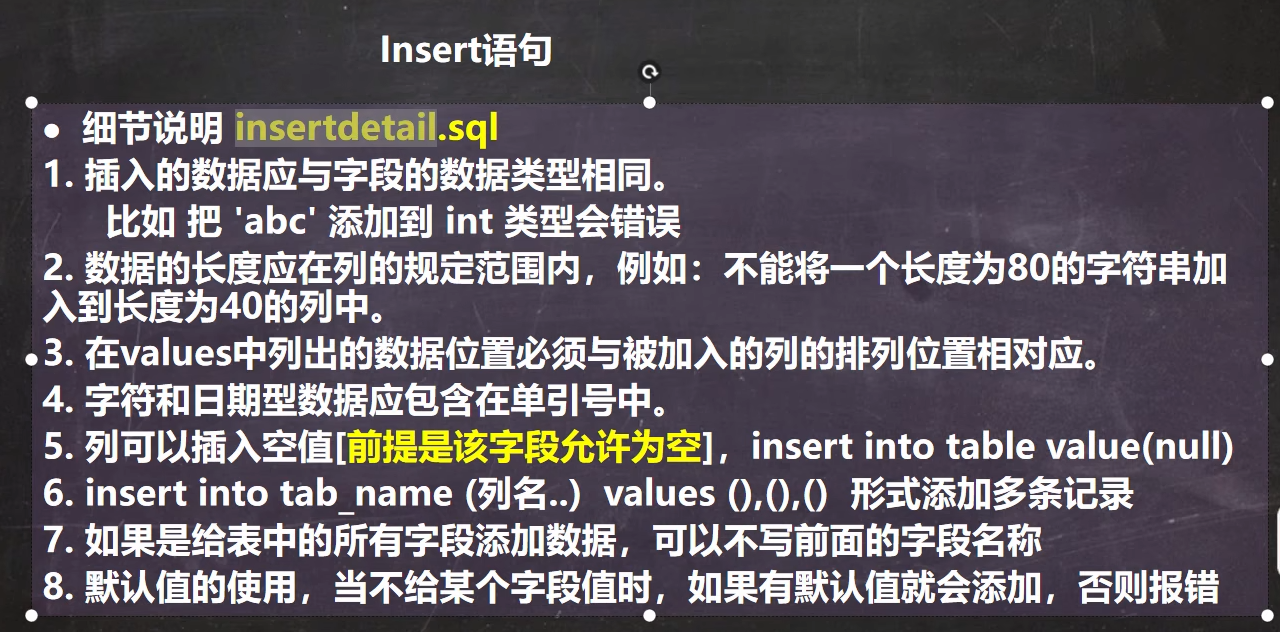 Insert语句
● 细节说明 insertdetail.sql
1. 插入的数据应与字段的数据类型相同。
比如 把 'abc' 添加到 int 类型会错误
2. 数据的长度应在列的规定范围内，例如：不能将一个长度为80的字符串加
入到长度为40的列中。
3. 在values中列出的数据位置必须与被加入的列的排列位置相对应。
4. 字符和日期型数据应包含在单引号中。
5. 列可以插入空值[前提是该字段允许为空]，insert into table value(null)
6. insert into tab_name (列名..)  values (),(),()  形式添加多条记录
7. 如果是给表中的所有字段添加数据，可以不写前面的字段名称
8. 默认值的使用，当不给某个字段值时，如果有默认值就会添加，否则报错